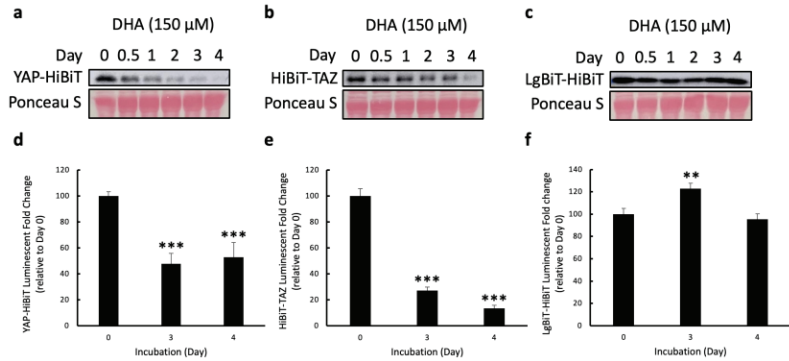 a
DHA (150 μM)
Day 0 0.5 1 2 3 4
YAP-HiBiT
Ponceau S
b
DHA (150 μM)
Day 0 0.5 1 2 3 4
HiBiT-TAZ
Ponceau S
c
DHA (150 μM)
Day 0 0.5 1 2 3 4
LgBiT-HiBiT
Ponceau S
d
YAP-HiBiT Luminescent Fold Change
(relative to Day 0)
120
100
80
60
40
20
0
***
***
0 3 4
Incubation (Day)
e
HiBiT-TAZ Luminescent Fold Change
(relative to Day 0)
120
100
80
60
40
20
0
***
***
0 3 4
Incubation (Day)
f
LgBiT-HiBiT Luminescent Fold change
(relative to Day 0)
140
120
100
80
60
40
20
0
**
0 3 4
Incubation (Day)